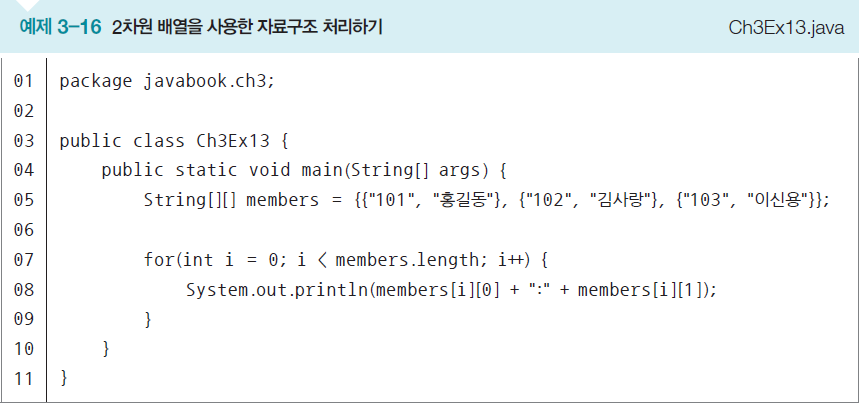 예제 3-16 2차원 배열을 사용한 자료구조 처리하기 Ch3Ex13.java
01 package javabook.ch3;
02
03 public class Ch3Ex13 {
04 public static void main(String[] args) {
05 String[][] members = {{"101", "홍길동"}, {"102", "김사랑"}, {"103", "이신용"}};
06
07 for(int i = 0; i < members.length; i++) {
08 System.out.println(members[i][0] + ":" + members[i][1]);
09 }
10 }
11 }